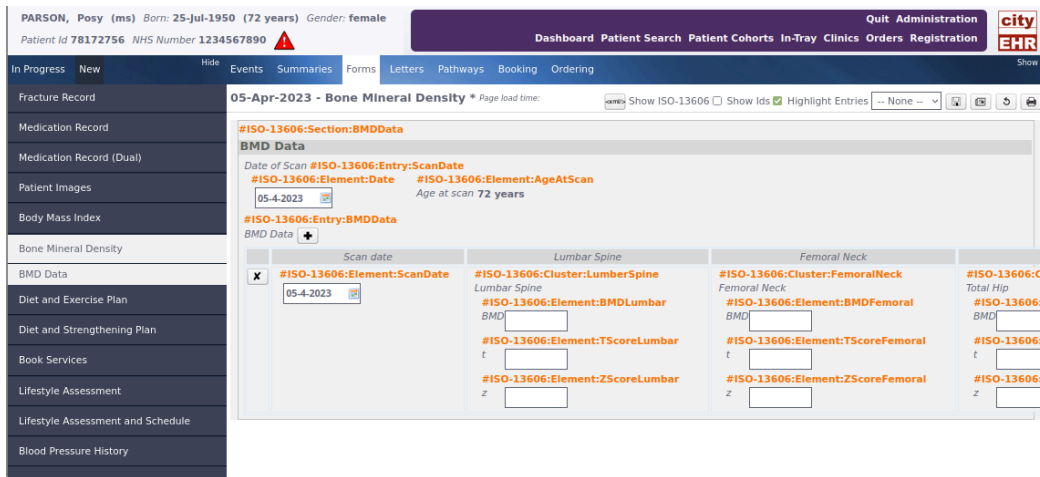 PARSON, Posy (ms) Born: 25-Jul-1950 (72 years) Gender: female
Patient Id 78172756 NHS Number 1234567890
Quit Administration
Dashboard Patient Search Patient Cohorts In-Tray Clinics Orders Registration
city
EHR
In Progress New Hide Events Summaries Forms Letters Pathways Booking Ordering Show
Fracture Record
Medication Record
Medication Record (Dual)
Patient Images
Body Mass Index
Bone Mineral Density
BMD Data
Diet and Exercise Plan
Diet and Strengthening Plan
Book Services
Lifestyle Assessment
Lifestyle Assessment and Schedule
Blood Pressure History
05-Apr-2023 - Bone Mineral Density * Page load time: Show ISO-13606 Show Ids Highlight Entries -- None --
#ISO-13606:Section:BMDData
BMD Data
Date of Scan #ISO-13606:Entry:ScanDate
#ISO-13606:Element:Date #ISO-13606:Element:AgeAtScan
05-4-2023 Age at scan 72 years
#ISO-13606:Entry:BMDData
BMD Data
Scan date Lumbar Spine Femoral Neck
#ISO-13606:Element:ScanDate #ISO-13606:Cluster:LumberSpine #ISO-13606:Cluster:FemoralNeck #ISO-13606:C
05-4-2023 Lumbar Spine Femoral Neck Total Hip
#ISO-13606:Element:BMDLumbar #ISO-13606:Element:BMDFemoral #ISO-13606:
BMD BMD BMD
#ISO-13606:Element:TScoreLumbar #ISO-13606:Element:TScoreFemoral #ISO-13606:
t t t
#ISO-13606:Element:ZScoreLumbar #ISO-13606:Element:ZScoreFemoral #ISO-13606:
z z z